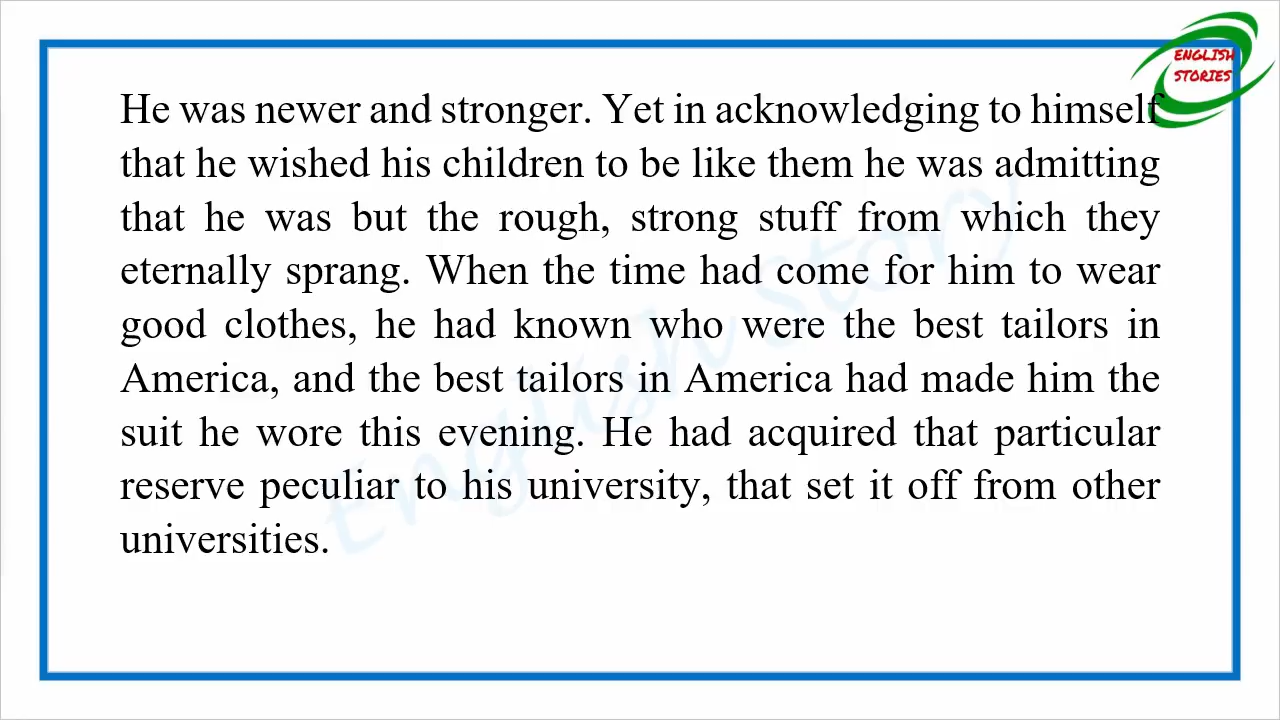 ENGLISH
STORIES
He was newer and stronger. Yet in acknowledging to himself
that he wished his children to be like them he was admitting
that he was but the rough, strong stuff from which they
eternally sprang. When the time had come for him to wear
good clothes, he had known who were the best tailors in
America, and the best tailors in America had made him the
suit he wore this evening. He had acquired that particular
reserve peculiar to his university, that set it off from other
universities.
English Story